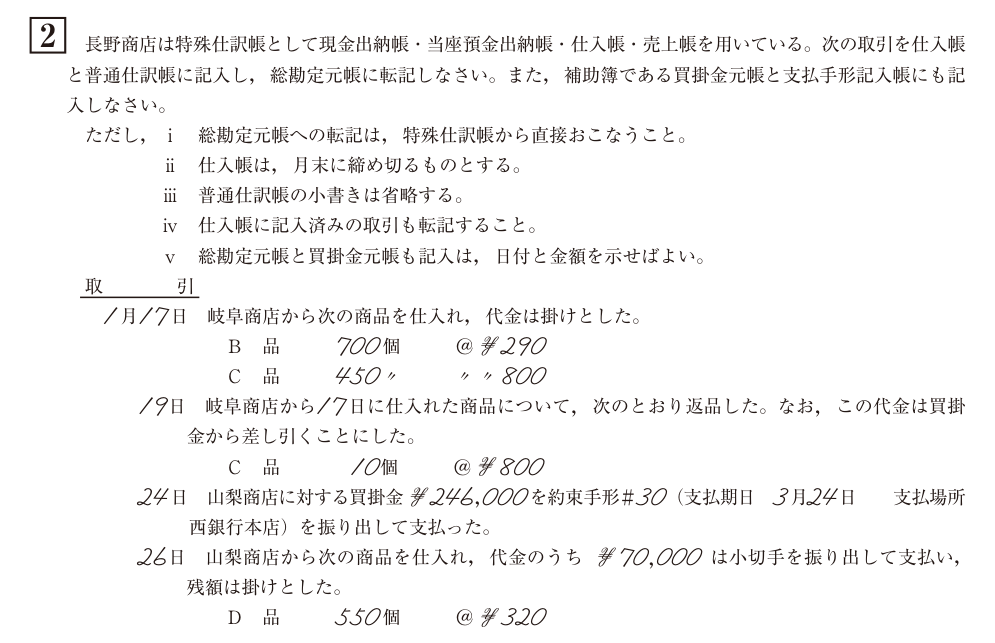 2 長野商店は特殊仕訳帳として現金出納帳・当座預金出納帳・仕入帳・売上帳を用いている。次の取引を仕入帳
と普通仕訳帳に記入し，総勘定元帳に転記しなさい。また，補助簿である買掛金元帳と支払手形記入帳にも記
入しなさい。
ただし， ⅰ 総勘定元帳への転記は，特殊仕訳帳から直接おこなうこと。
ⅱ 仕入帳は，月末に締め切るものとする。
ⅲ 普通仕訳帳の小書きは省略する。
ⅳ 仕入帳に記入済みの取引も転記すること。
ⅴ 総勘定元帳と買掛金元帳も記入は，日付と金額を示せばよい。
取 引
1月17日 岐阜商店から次の商品を仕入れ，代金は掛けとした。
B 品 700個 @¥290
C 品 450〃 〃〃800
19日 岐阜商店から17日に仕入れた商品について，次のとおり返品した。なお，この代金は買掛
金から差し引くことにした。
C 品 10個 @¥800
24日 山梨商店に対する買掛金¥246,000を約束手形#30（支払期日 3月24日 支払場所
西銀行本店）を振り出して支払った。
26日 山梨商店から次の商品を仕入れ，代金のうち ¥70,000 は小切手を振り出して支払い，
残額は掛けとした。
D 品 550個 @¥320